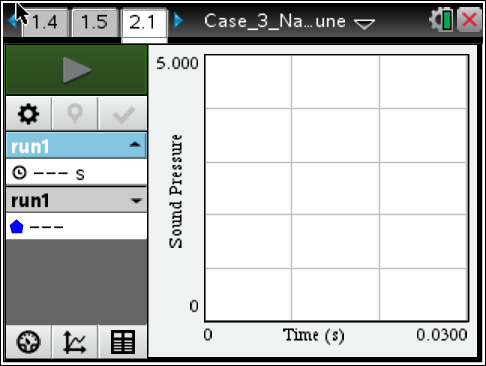 1.4 1.5 2.1 Case_3_Na...une
run1
--- s
run1
---
5.000
Sound Pressure
0
0 Time (s) 0.0300